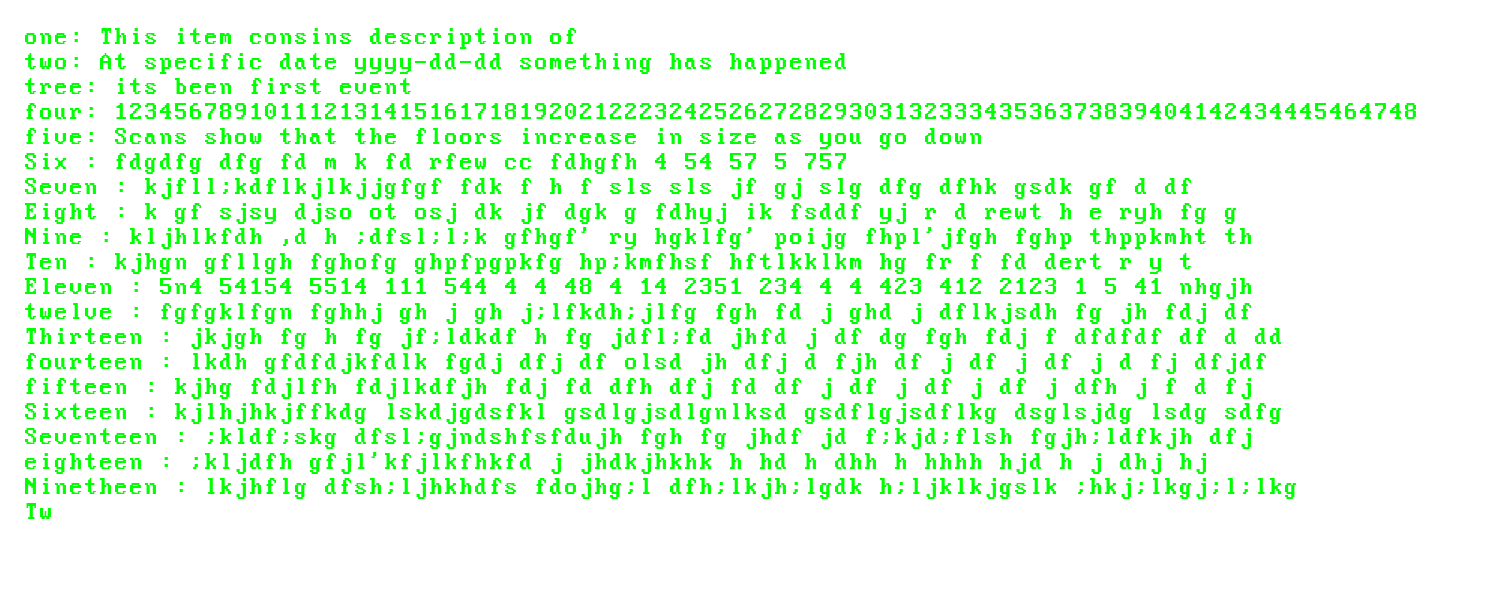 one: This item consins description of
two: At specific date yyyy-dd-dd something has happened
tree: its been first event
four: 123456789101112131415161718192021222324252627282930313233343536373839404142434445464748
five: Scans show that the floors increase in size as you go down
Six : fdgdfg dfg fd m k fd rfew cc fdhgfh 4 54 57 5 757
Seven : kjfll;kdflkjlkjjgfgf fdk f h f sls sls jf gj slg dfg dfhk gsdk gf d df
Eight : k gf sjsy djso ot osj dk jf dgk g fdhyj ik fsddf yj r d rewt h e ryh fg g
Nine : kljhlkfdh ,d h ;dfsl;l;k gfhgf' ry hgklfg' poijg fhpl'jfgh fghp thppkmht th
Ten : kjhgn gfllgh fghofg ghpfpgpkfg hp;kmfhsf hftlkklkm hg fr f fd dert r y t
Eleven : 5n4 54154 5514 111 544 4 4 48 4 14 2351 234 4 4 423 412 2123 1 5 41 nhgjh
twelve : fgfgklfgn fghhj gh j gh j;lfkdh;jlfg fgh fd j ghd j dflkjsdh fg jh fdj df
Thirteen : jkjgh fg h fg jf;ldkdf h fg jdfl;fd jhfd j df dg fgh fdj f dfdfdf df d dd
fourteen : lkdh gfdfdjkfdlk fgdj dfj df olsd jh dfj d fjh df j df j df j d fj dfjdf
fifteen : kjhg fdjlfh fdjlkdfjh fdj fd dfh dfj fd df j df j df j df j dfh j f d fj
Sixteen : kjlhjhkjffkdg lskdjgdsfkl gsdlgjsdlgnlksd gsdflgjsdflkg dsglsjdg lsdg sdfg
Seventeen : ;kldf;skg dfsl;gjndshfsfdujh fgh fg jhdf jd f;kjd;flsh fgjh;ldfkjh dfj
eighteen : ;kljdfh gfjl'kfjlkfhkfd j jhdkjhkhk h hd h dhh h hhhh hjd h j dhj hj
Ninetheen : lkjhflg dfsh;ljhkhdfs fdojhg;l dfh;lkjh;lgdk h;ljklkjgslk ;hkj;lkgj;l;lkg
Tw